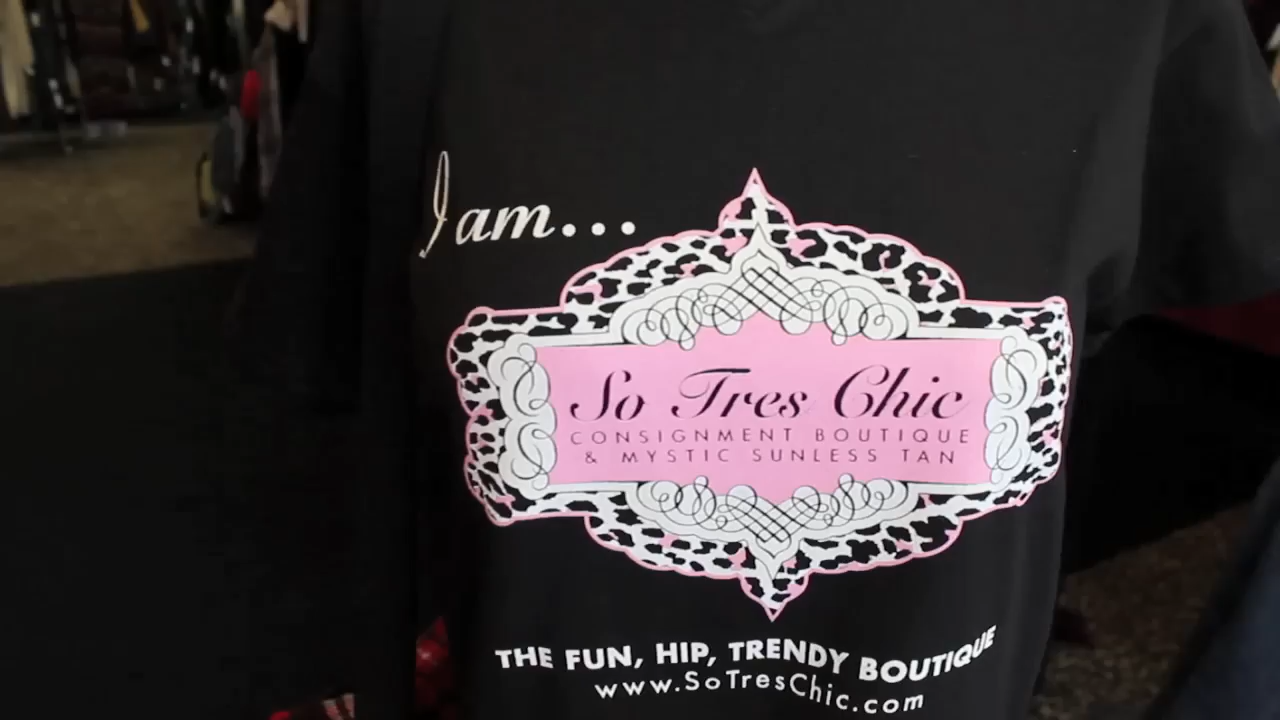 I am...
So Tres Chic
CONSIGNMENT BOUTIQUE
& MYSTIC SUNLESS TAN
THE FUN, HIP, TRENDY BOUTIQUE
www.SoTresChic.com